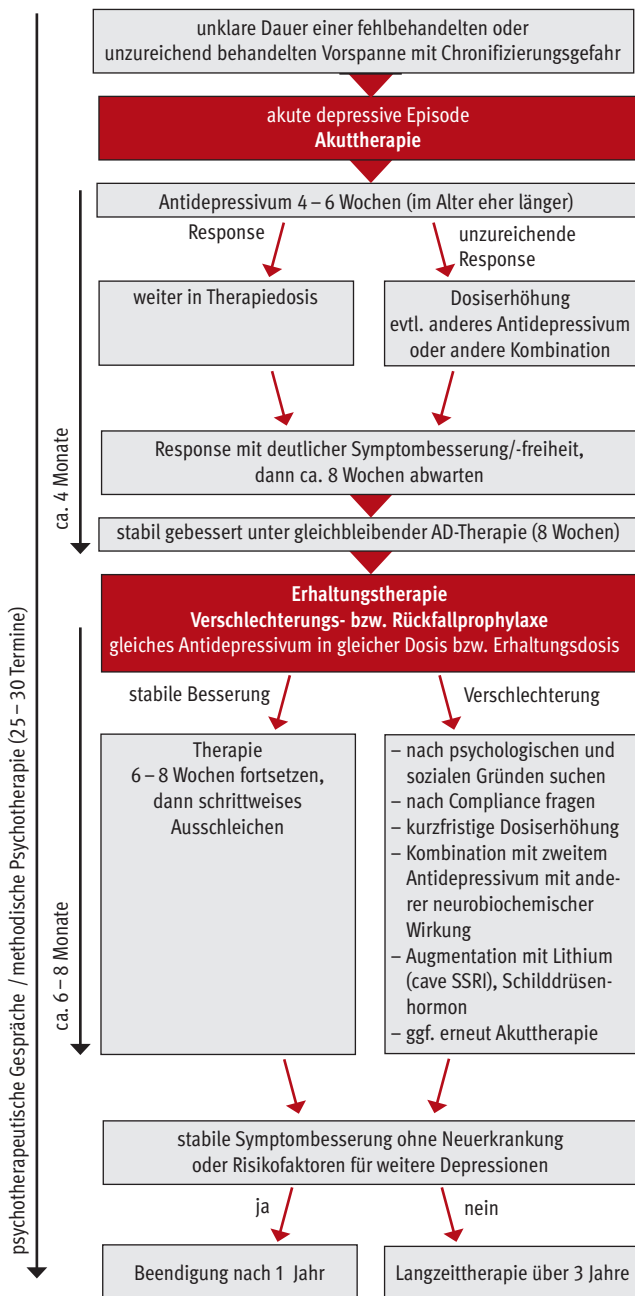 unklare Dauer einer fehlbehandelten oder
unzureichend behandelten Vorspanne mit Chronifizierungsgefahr
akute depressive Episode
Akuttherapie
Antidepressivum 4 – 6 Wochen (im Alter eher länger)
Response
unzureichende
Response
weiter in Therapiedosis
Dosiserhöhung
evtl. anderes Antidepressivum
oder andere Kombination
Response mit deutlicher Symptombesserung/-freiheit,
dann ca. 8 Wochen abwarten
stabil gebessert unter gleichbleibender AD-Therapie (8 Wochen)
ca. 4 Monate
Erhaltungstherapie
Verschlechterungs- bzw. Rückfallprophylaxe
gleiches Antidepressivum in gleicher Dosis bzw. Erhaltungsdosis
stabile Besserung
Verschlechterung
Therapie
6 – 8 Wochen fortsetzen,
dann schrittweises
Ausschleichen
– nach psychologischen und
sozialen Gründen suchen
– nach Compliance fragen
– kurzfristige Dosiserhöhung
– Kombination mit zweitem
Antidepressivum mit ande-
rer neurobiochemischer
Wirkung
– Augmentation mit Lithium
(cave SSRI), Schilddrüsen-
hormon
– ggf. erneut Akuttherapie
ca. 6 – 8 Monate
stabile Symptombesserung ohne Neuerkrankung
oder Risikofaktoren für weitere Depressionen
ja
nein
Beendigung nach 1 Jahr
Langzeittherapie über 3 Jahre
psychotherapeutische Gespräche / methodische Psychotherapie (25 – 30 Termine)